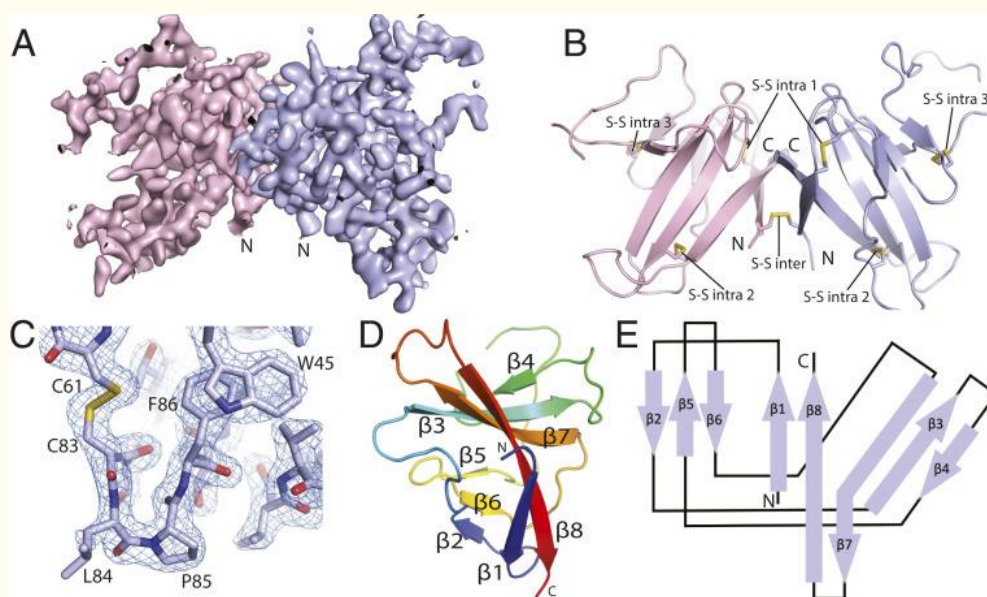 A
N
N
B
S-S intra 1
S-S intra 3
S-S intra 3
C
C
N
N
S-S inter
S-S intra 2
S-S intra 2
C
C61
W45
F86
C83
L84
P85
D
β4
β3
β7
N
β5
β6
β8
β2
β1
C
E
C
β2
β5
β6
β1
β8
β3
β4
N
β7